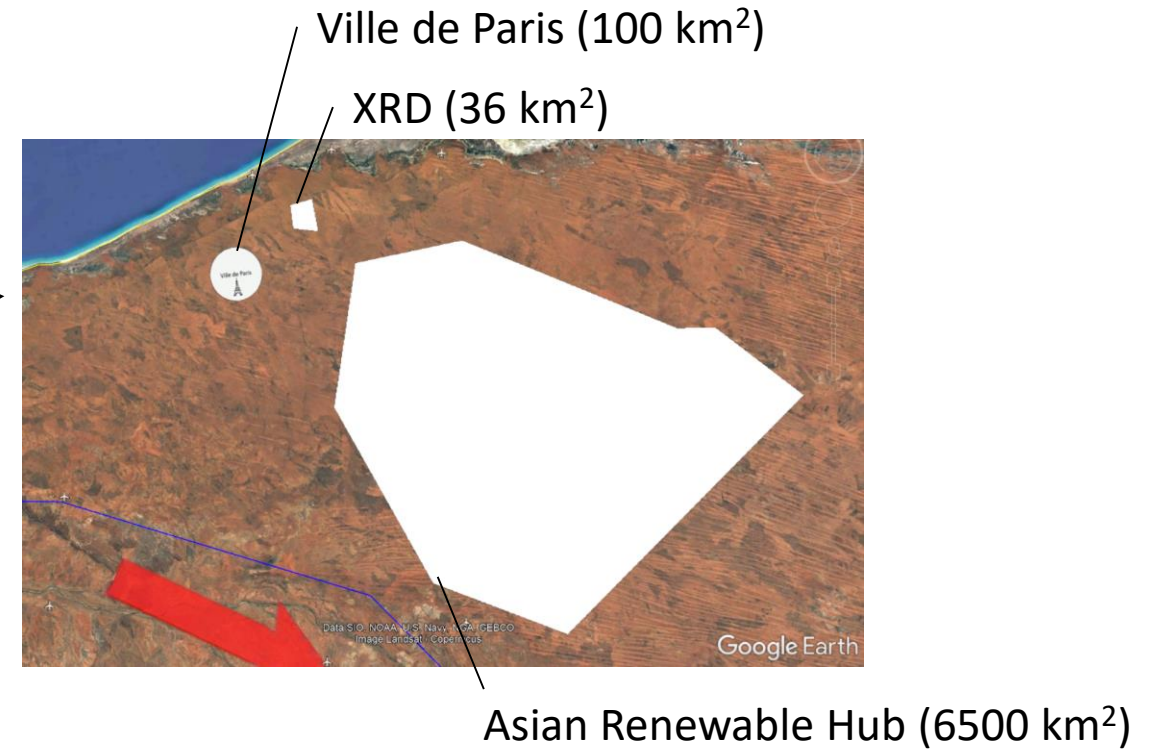 Ville de Paris (100 km²)
XRD (36 km²)
Ville de Paris
Data SIO, NOAA, U.S. Navy, NGA, GEBCO
Image Landsat / Copernicus
Google Earth
Asian Renewable Hub (6500 km²)